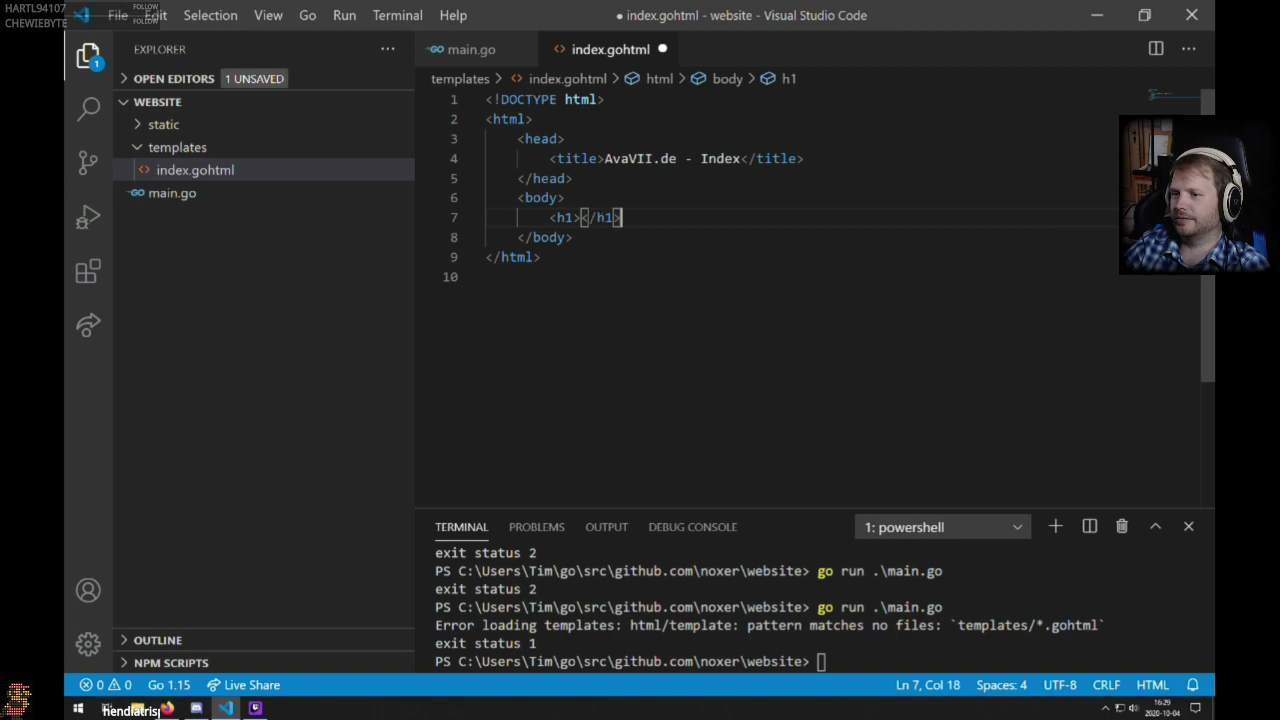 HARTL94107
CHEWIEBYTE
FOLLOW
FOLLOW
File Edit Selection View Go Run Terminal Help
● index.gohtml - website - Visual Studio Code
EXPLORER
main.go
index.gohtml
OPEN EDITORS 1 UNSAVED
templates > index.gohtml > html > body > h1
WEBSITE
static
templates
index.gohtml
main.go
1 <!DOCTYPE html>
2 <html>
3 <head>
4 <title>AvaVII.de - Index</title>
5 </head>
6 <body>
7 <h1></h1>
8 </body>
9 </html>
10
1
TERMINAL PROBLEMS OUTPUT DEBUG CONSOLE 1: powershell
exit status 2
PS C:\Users\Tim\go\src\github.com\noxer\website> go run .\main.go
exit status 2
PS C:\Users\Tim\go\src\github.com\noxer\website> go run .\main.go
Error loading templates: html/template: pattern matches no files: `templates/*.gohtml`
exit status 1
PS C:\Users\Tim\go\src\github.com\noxer\website>
OUTLINE
NPM SCRIPTS
0 0 Go 1.15 Live Share Ln 7, Col 18 Spaces: 4 UTF-8 CRLF HTML
16:29
2020-10-04